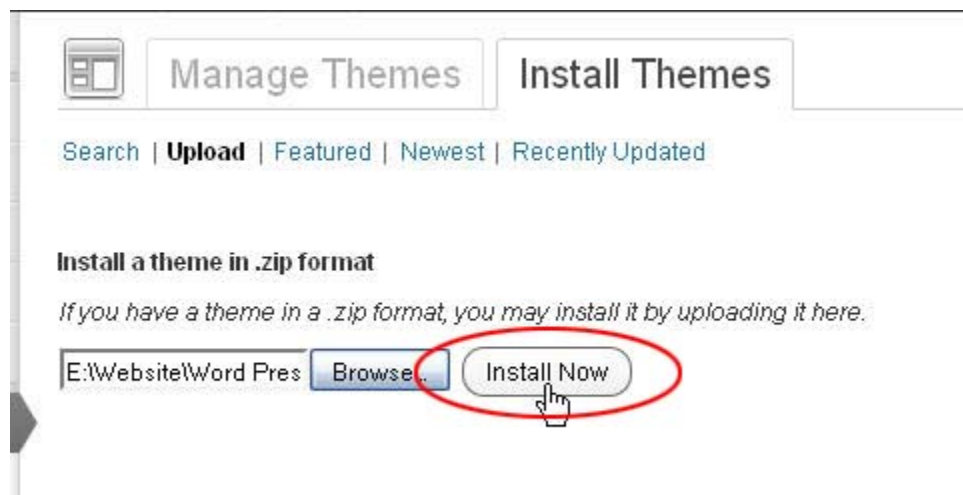 Manage Themes Install Themes
Search | Upload | Featured | Newest | Recently Updated
Install a theme in .zip format
If you have a theme in a .zip format, you may install it by uploading it here.
E:\Website\Word Pres Browse... Install Now